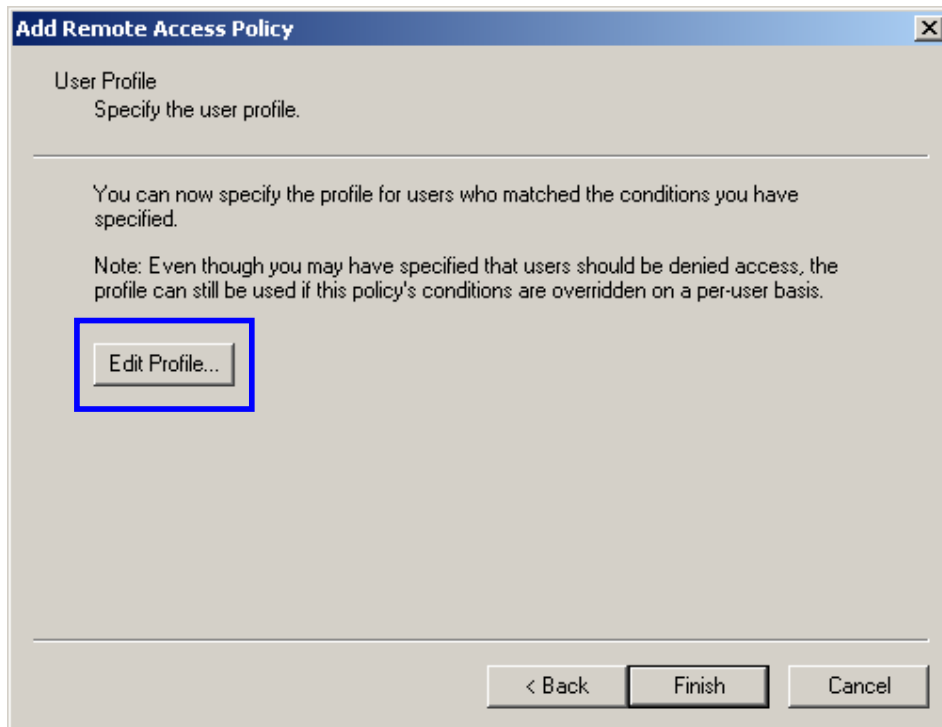 Add Remote Access Policy
User Profile
Specify the user profile.
You can now specify the profile for users who matched the conditions you have
specified.
Note: Even though you may have specified that users should be denied access, the
profile can still be used if this policy's conditions are overridden on a per-user basis.
Edit Profile...
< Back
Finish
Cancel